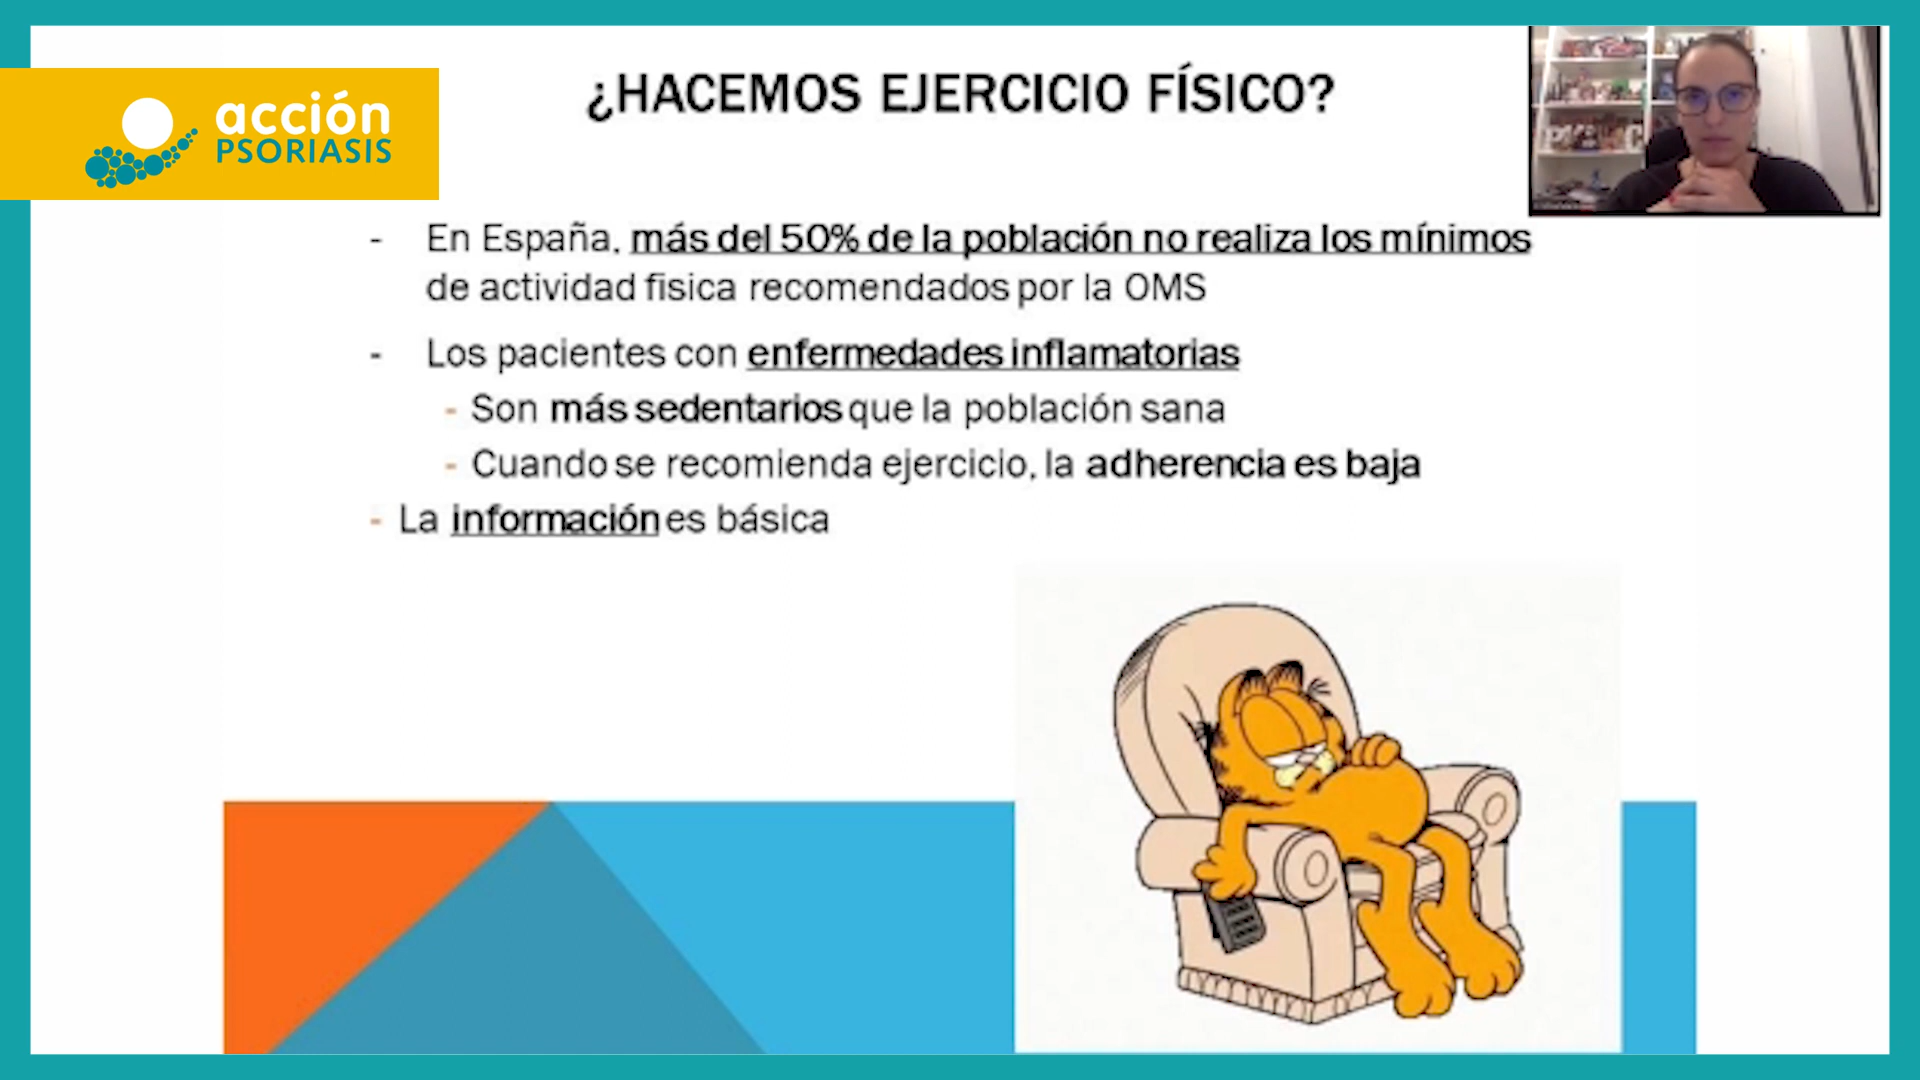 acción
PSORIASIS
¿HACEMOS EJERCICIO FÍSICO?
- En España, más del 50% de la población no realiza los mínimos
de actividad fisica recomendados por la OMS
- Los pacientes con enfermedades inflamatorias
- Son más sedentarios que la población sana
- Cuando se recomienda ejercicio, la adherencia es baja
- La información es básica